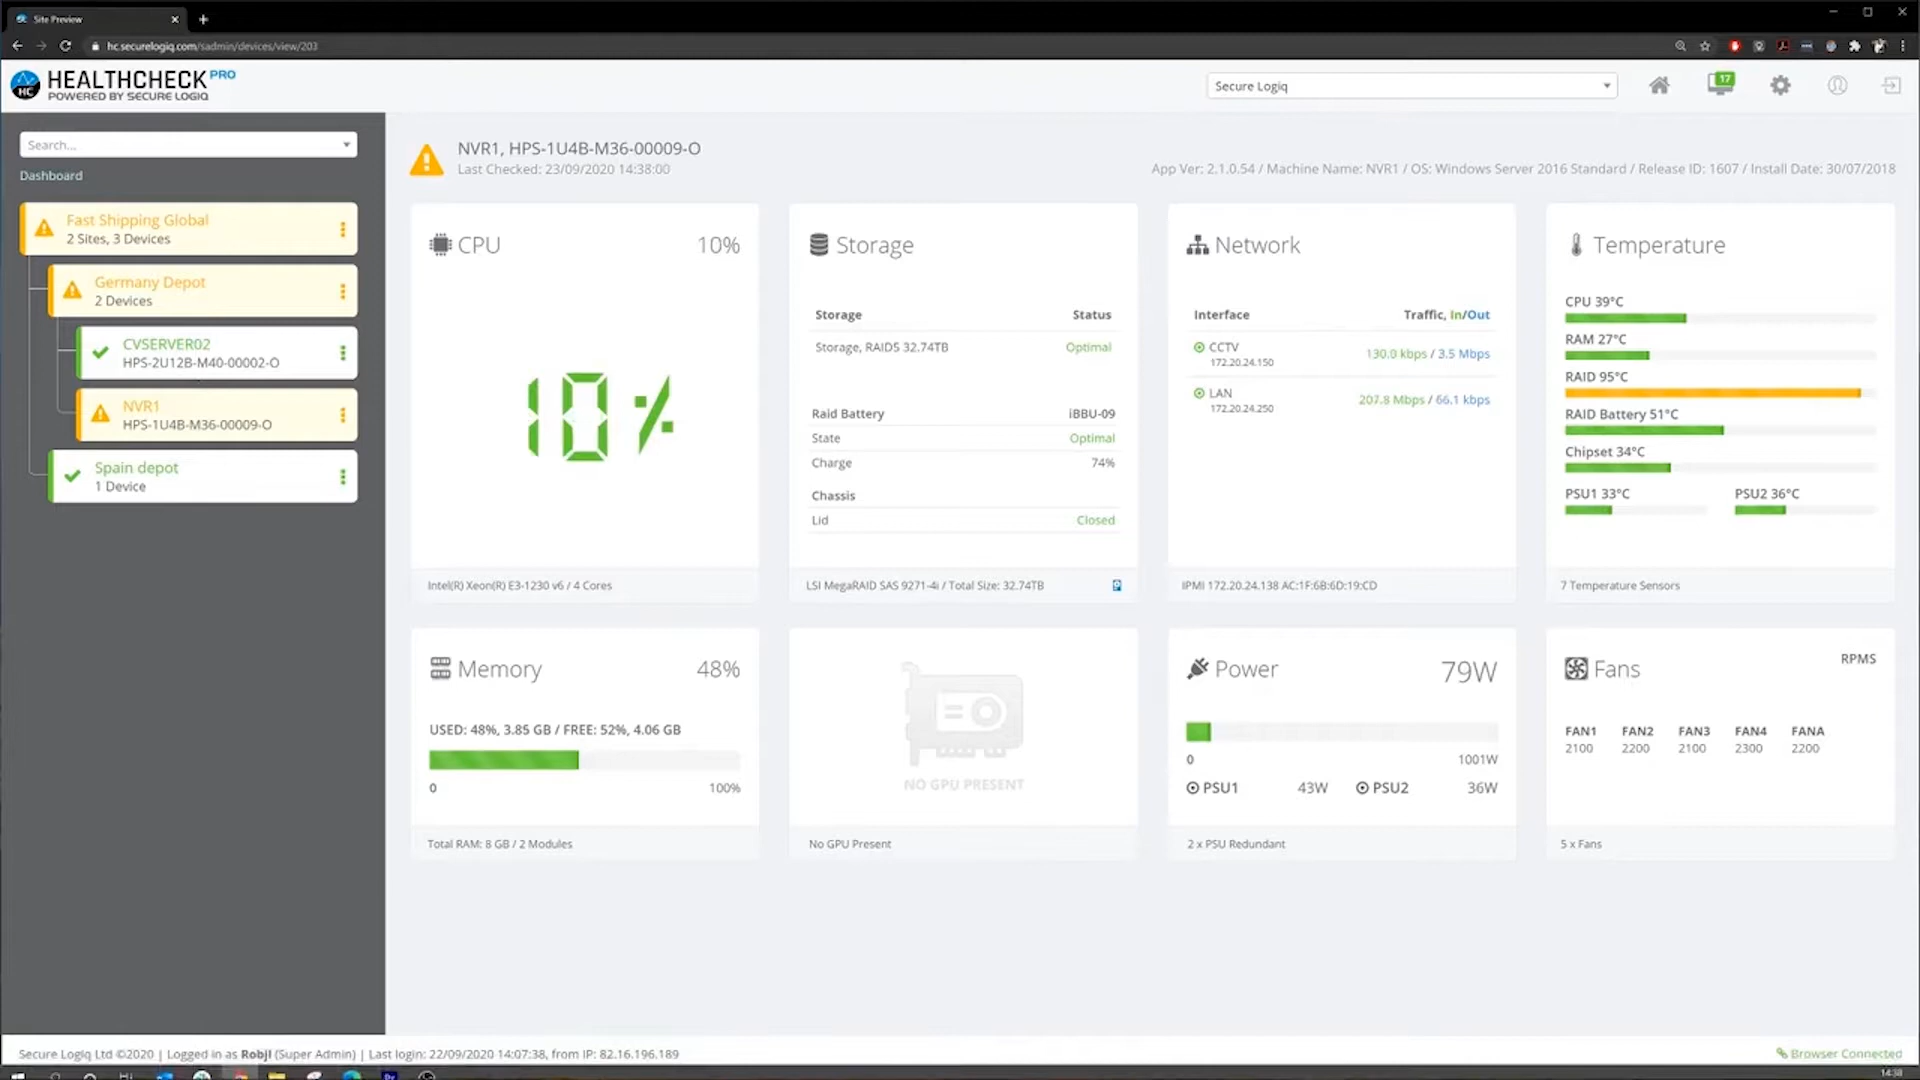 Site Preview
hc.securelogiq.com/sadmin/devices/view/203
HC
HEALTHCHECK PRO
POWERED BY SECURE LOGIQ
Secure Logiq
17
Search...
Dashboard
Fast Shipping Global
2 Sites, 3 Devices
Germany Depot
2 Devices
CVSERVER02
HPS-2U12B-M40-00002-O
NVR1
HPS-1U4B-M36-00009-O
Spain depot
1 Device
NVR1, HPS-1U4B-M36-00009-O
Last Checked: 23/09/2020 14:38:00
App Ver: 2.1.0.54 / Machine Name: NVR1 / OS: Windows Server 2016 Standard / Release ID: 1607 / Install Date: 30/07/2018
CPU 10%
10%
Intel(R) Xeon(R) E3-1230 v6 / 4 Cores
Storage
Storage Status
Storage, RAID5 32.74TB Optimal
Raid Battery iBBU-09
State Optimal
Charge 74%
Chassis
Lid Closed
LSI MegaRAID SAS 9271-4i / Total Size: 32.74TB
Network
Interface Traffic, In/Out
CCTV 130.0 kbps / 3.5 Mbps
172.20.24.150
LAN 207.8 Mbps / 66.1 kbps
172.20.24.250
IPMI 172.20.24.138 AC:1F:6B:6D:19:CD
Temperature
CPU 39°C
RAM 27°C
RAID 95°C
RAID Battery 51°C
Chipset 34°C
PSU1 33°C PSU2 36°C
7 Temperature Sensors
Memory 48%
USED: 48%, 3.85 GB / FREE: 52%, 4.06 GB
0 100%
Total RAM: 8 GB / 2 Modules
NO GPU PRESENT
No GPU Present
Power 79W
0 1001W
PSU1 43W PSU2 36W
2 x PSU Redundant
Fans RPMS
FAN1 FAN2 FAN3 FAN4 FANA
2100 2200 2100 2300 2200
5 x Fans
Secure Logiq Ltd ©2020 | Logged in as RobJI (Super Admin) | Last login: 22/09/2020 14:07:38, from IP: 82.16.196.189
Browser Connected
14:38